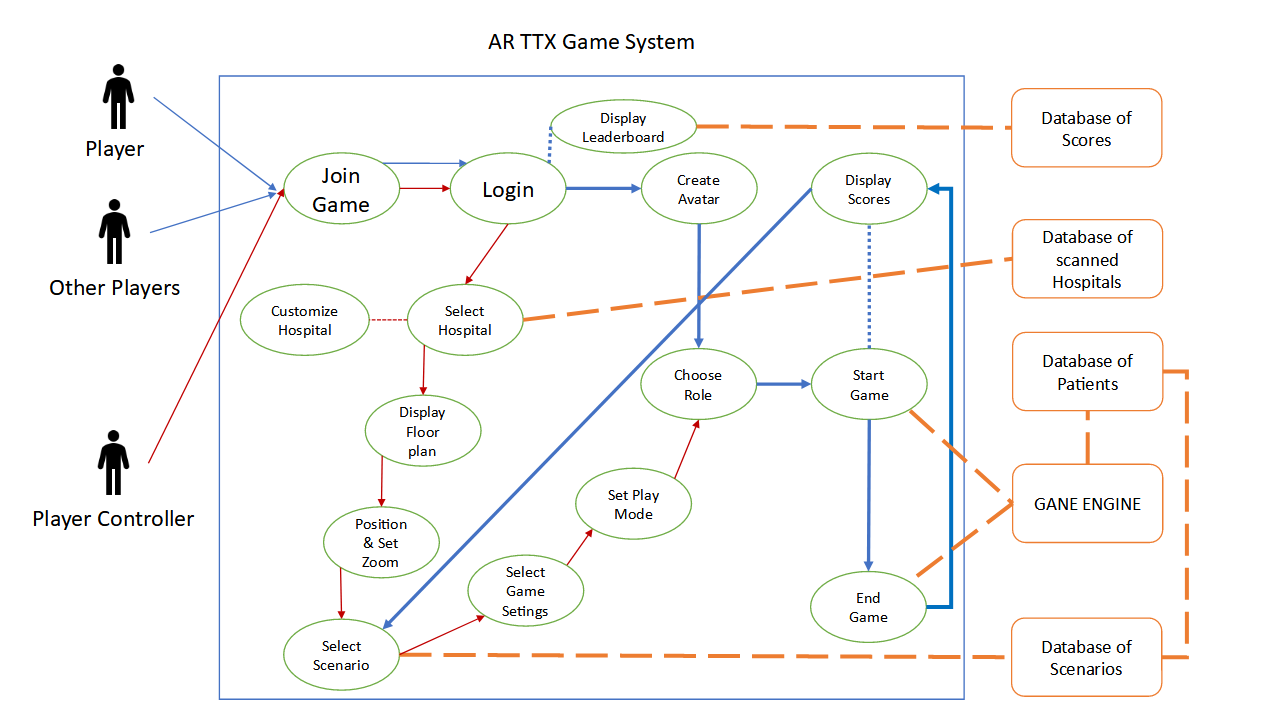 AR TTX Game System
Player
Other Players
Player Controller
Display
Leaderboard
Join
Game
Login
Create
Avatar
Display
Scores
Customize
Hospital
Select
Hospital
Display
Floor
plan
Choose
Role
Start
Game
Position
& Set
Zoom
Set Play
Mode
Select
Game
Setings
Select
Scenario
End
Game
Database of
Scores
Database of
scanned
Hospitals
Database of
Patients
GANE ENGINE
Database of
Scenarios